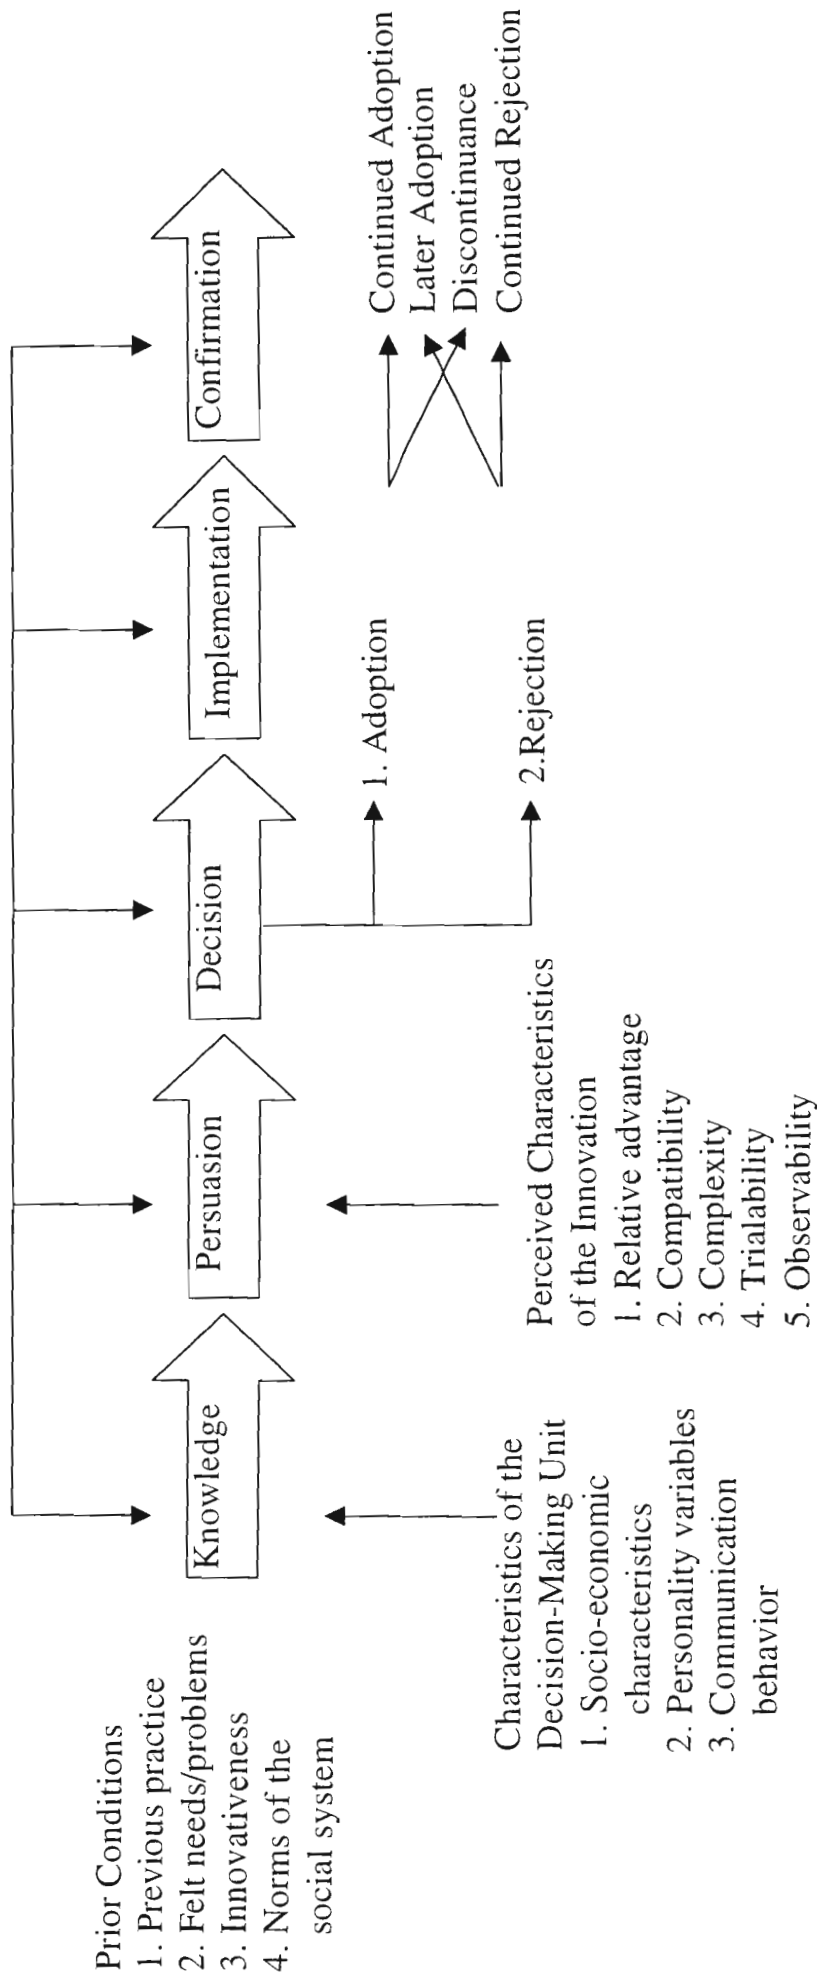 Prior Conditions
1. Previous practice
2. Felt needs/problems
3. Innovativeness
4. Norms of the
social system
Knowledge
Persuasion
Decision
Implementation
Confirmation
Characteristics of the
Decision-Making Unit
1. Socio-economic
characteristics
2. Personality variables
3. Communication
behavior
Perceived Characteristics
of the Innovation
1. Relative advantage
2. Compatibility
3. Complexity
4. Trialability
5. Observability
1. Adoption
2.Rejection
Continued Adoption
Later Adoption
Discontinuance
Continued Rejection